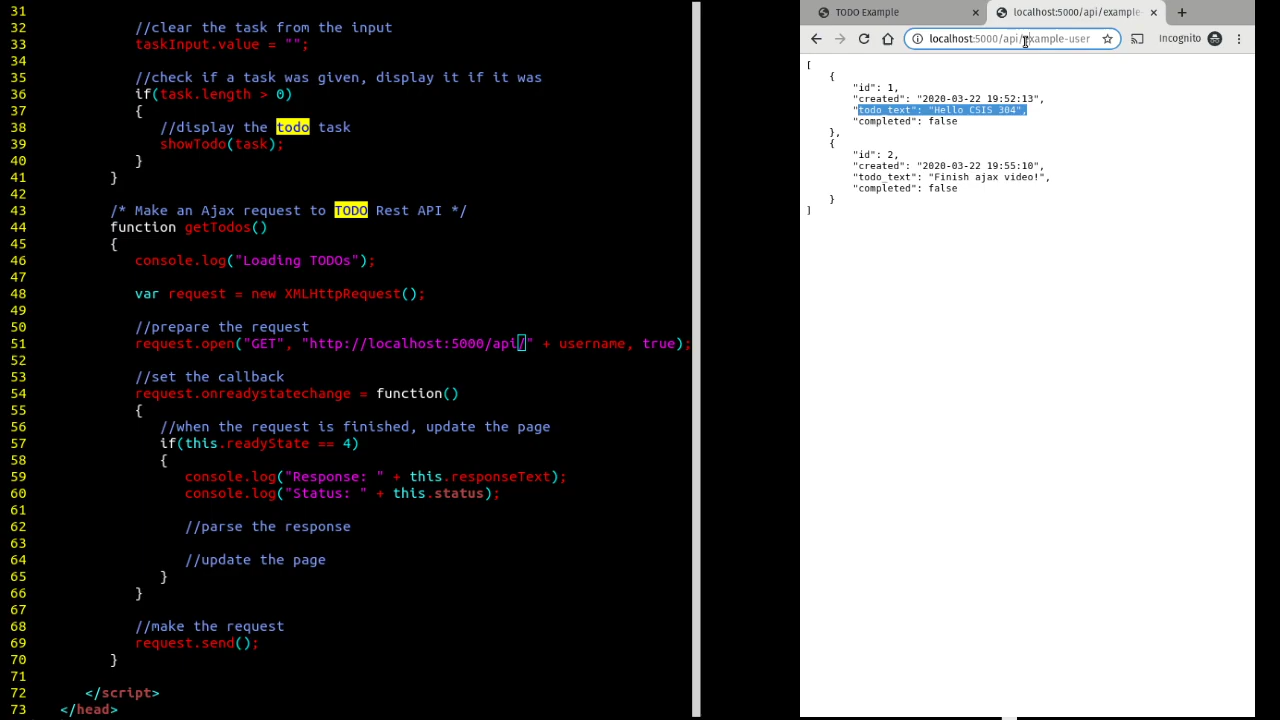 31
32 //clear the task from the input
33 taskInput.value = "";
34
35 //check if a task was given, display it if it was
36 if(task.length > 0)
37 {
38 //display the todo task
39 showTodo(task);
40 }
41 }
42
43 /* Make an Ajax request to TODO Rest API */
44 function getTodos()
45 {
46 console.log("Loading TODOs");
47
48 var request = new XMLHttpRequest();
49
50 //prepare the request
51 request.open("GET", "http://localhost:5000/api/" + username, true);
52
53 //set the callback
54 request.onreadystatechange = function()
55 {
56 //when the request is finished, update the page
57 if(this.readyState == 4)
58 {
59 console.log("Response: " + this.responseText);
60 console.log("Status: " + this.status);
61
62 //parse the response
63
64 //update the page
65 }
66 }
67
68 //make the request
69 request.send();
70 }
71
72 </script>
73 </head>
TODO Example
localhost:5000/api/example-
localhost:5000/api/example-user
Incognito
[
{
"id": 1,
"created": "2020-03-22 19:52:13",
"todo_text": "Hello CSIS 304",
"completed": false
},
{
"id": 2,
"created": "2020-03-22 19:55:10",
"todo_text": "Finish ajax video!",
"completed": false
}
]